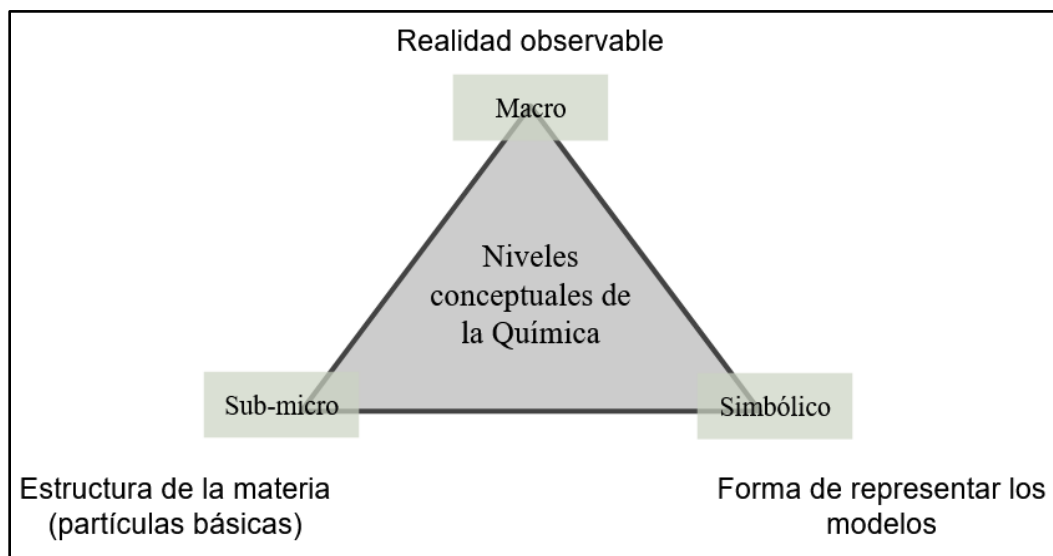 Realidad observable
Macro
Niveles
conceptuales de
la Química
Sub-micro
Simbólico
Estructura de la materia
(partículas básicas)
Forma de representar los
modelos